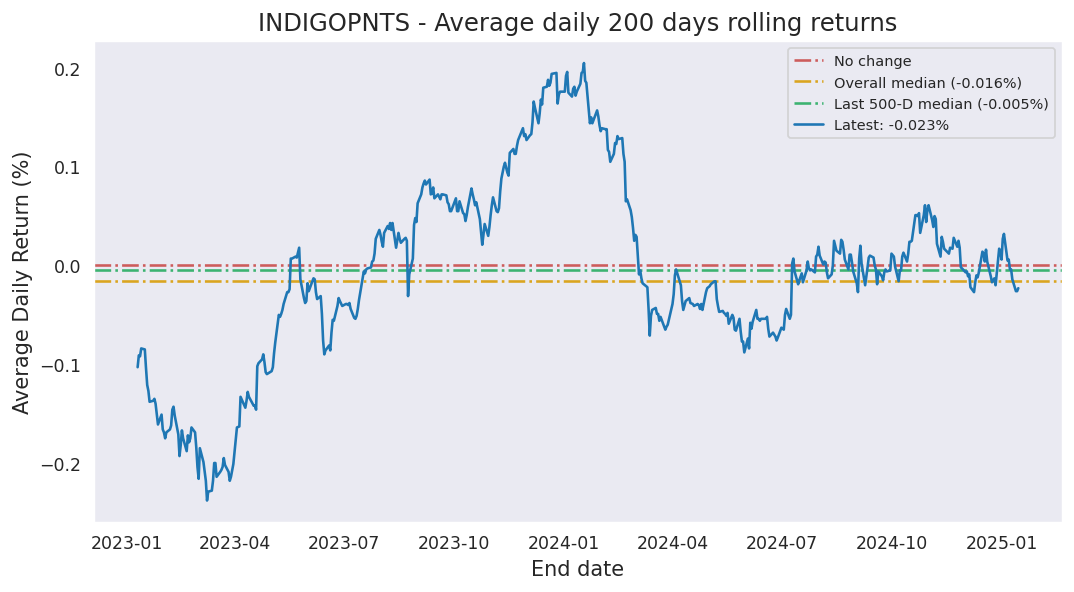 INDIGOPNTS - Average daily 200 days rolling returns
No change
Overall median (-0.016%)
Last 500-D median (-0.005%)
Latest: -0.023%
Average Daily Return (%)
0.2
0.1
0.0
−0.1
−0.2
2023-01 2023-04 2023-07 2023-10 2024-01 2024-04 2024-07 2024-10 2025-01
End date